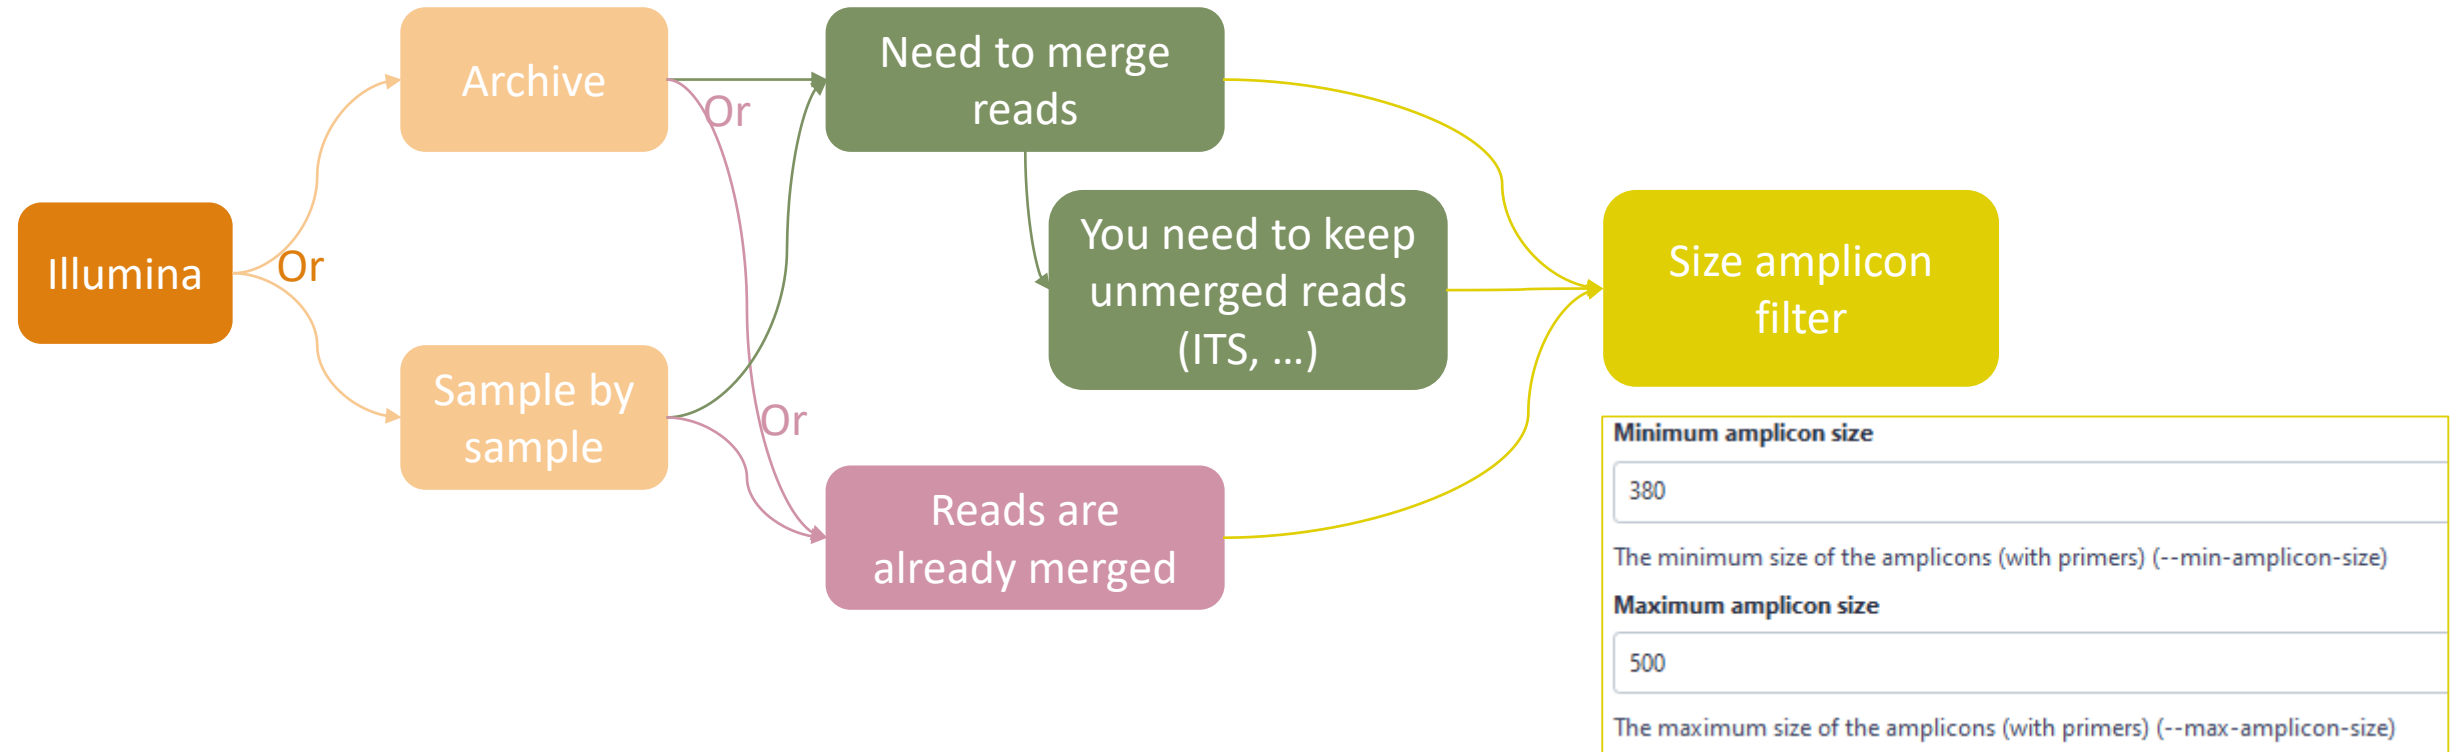 Illumina
Or
Archive
Sample by
sample
Or
Or
Need to merge
reads
You need to keep
unmerged reads
(ITS, ...)
Reads are
already merged
Size amplicon
filter
Minimum amplicon size
380
The minimum size of the amplicons (with primers) (--min-amplicon-size)
Maximum amplicon size
500
The maximum size of the amplicons (with primers) (--max-amplicon-size)